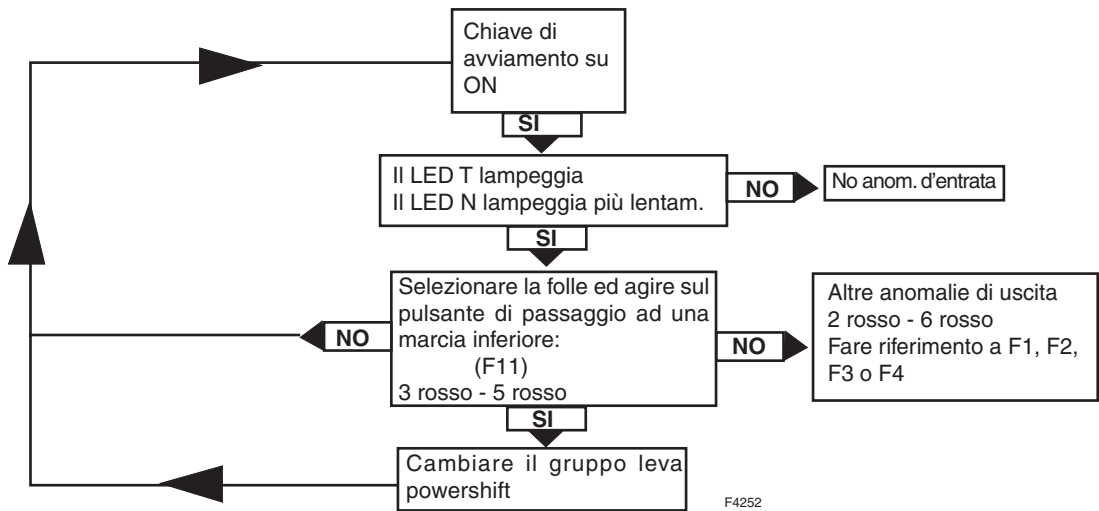 Chiave di
avviamento su
ON
SI
Il LED T lampeggia
Il LED N lampeggia più lentam.
NO
No anom. d'entrata
SI
Selezionare la folle ed agire sul
pulsante di passaggio ad una
marcia inferiore:
(F11)
3 rosso - 5 rosso
NO
NO
Altre anomalie di uscita
2 rosso - 6 rosso
Fare riferimento a F1, F2,
F3 o F4
SI
Cambiare il gruppo leva
powershift
F4252